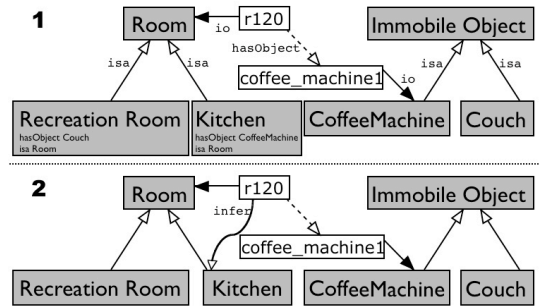 1
Room
r120
Immobile Object
io
hasObject
isa
isa
coffee_machine1
io
isa
isa
Recreation Room
hasObject Couch
isa Room
Kitchen
hasObject CoffeeMachine
isa Room
CoffeeMachine
Couch
2
Room
r120
Immobile Object
infer
coffee_machine1
Recreation Room
Kitchen
CoffeeMachine
Couch